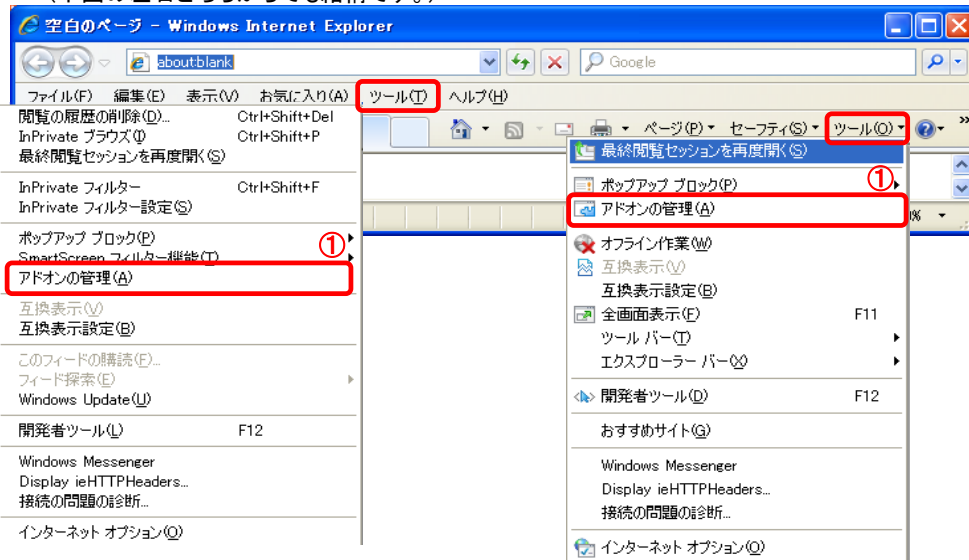 空白のページ - Windows Internet Explorer
about:blank
Google
ファイル(F) 編集(E) 表示(V) お気に入り(A) ツール(T) ヘルプ(H)
ページ(P) セーフティ(S) ツール(O)
閲覧の履歴の削除(D)... Ctrl+Shift+Del
InPrivate ブラウズ(I) Ctrl+Shift+P
最終閲覧セッションを再度開く(S)
InPrivate フィルター Ctrl+Shift+F
InPrivate フィルター設定(S)
ポップアップ ブロック(P)
①
SmartScreen フィルター機能(T)
アドオンの管理(A)
互換表示(V)
互換表示設定(B)
このフィードの購読(F)...
フィード探索(E)
Windows Update(U)
開発者ツール(L) F12
Windows Messenger
Display ieHTTPHeaders...
接続の問題の診断...
インターネット オプション(O)
最終閲覧セッションを再度開く(S)
ポップアップ ブロック(P)
①
アドオンの管理(A)
%
オフライン作業(W)
互換表示(V)
互換表示設定(B)
全画面表示(F) F11
ツール バー(T)
エクスプローラー バー(X)
開発者ツール(D) F12
おすすめサイト(G)
Windows Messenger
Display ieHTTPHeaders...
接続の問題の診断...
インターネット オプション(O)